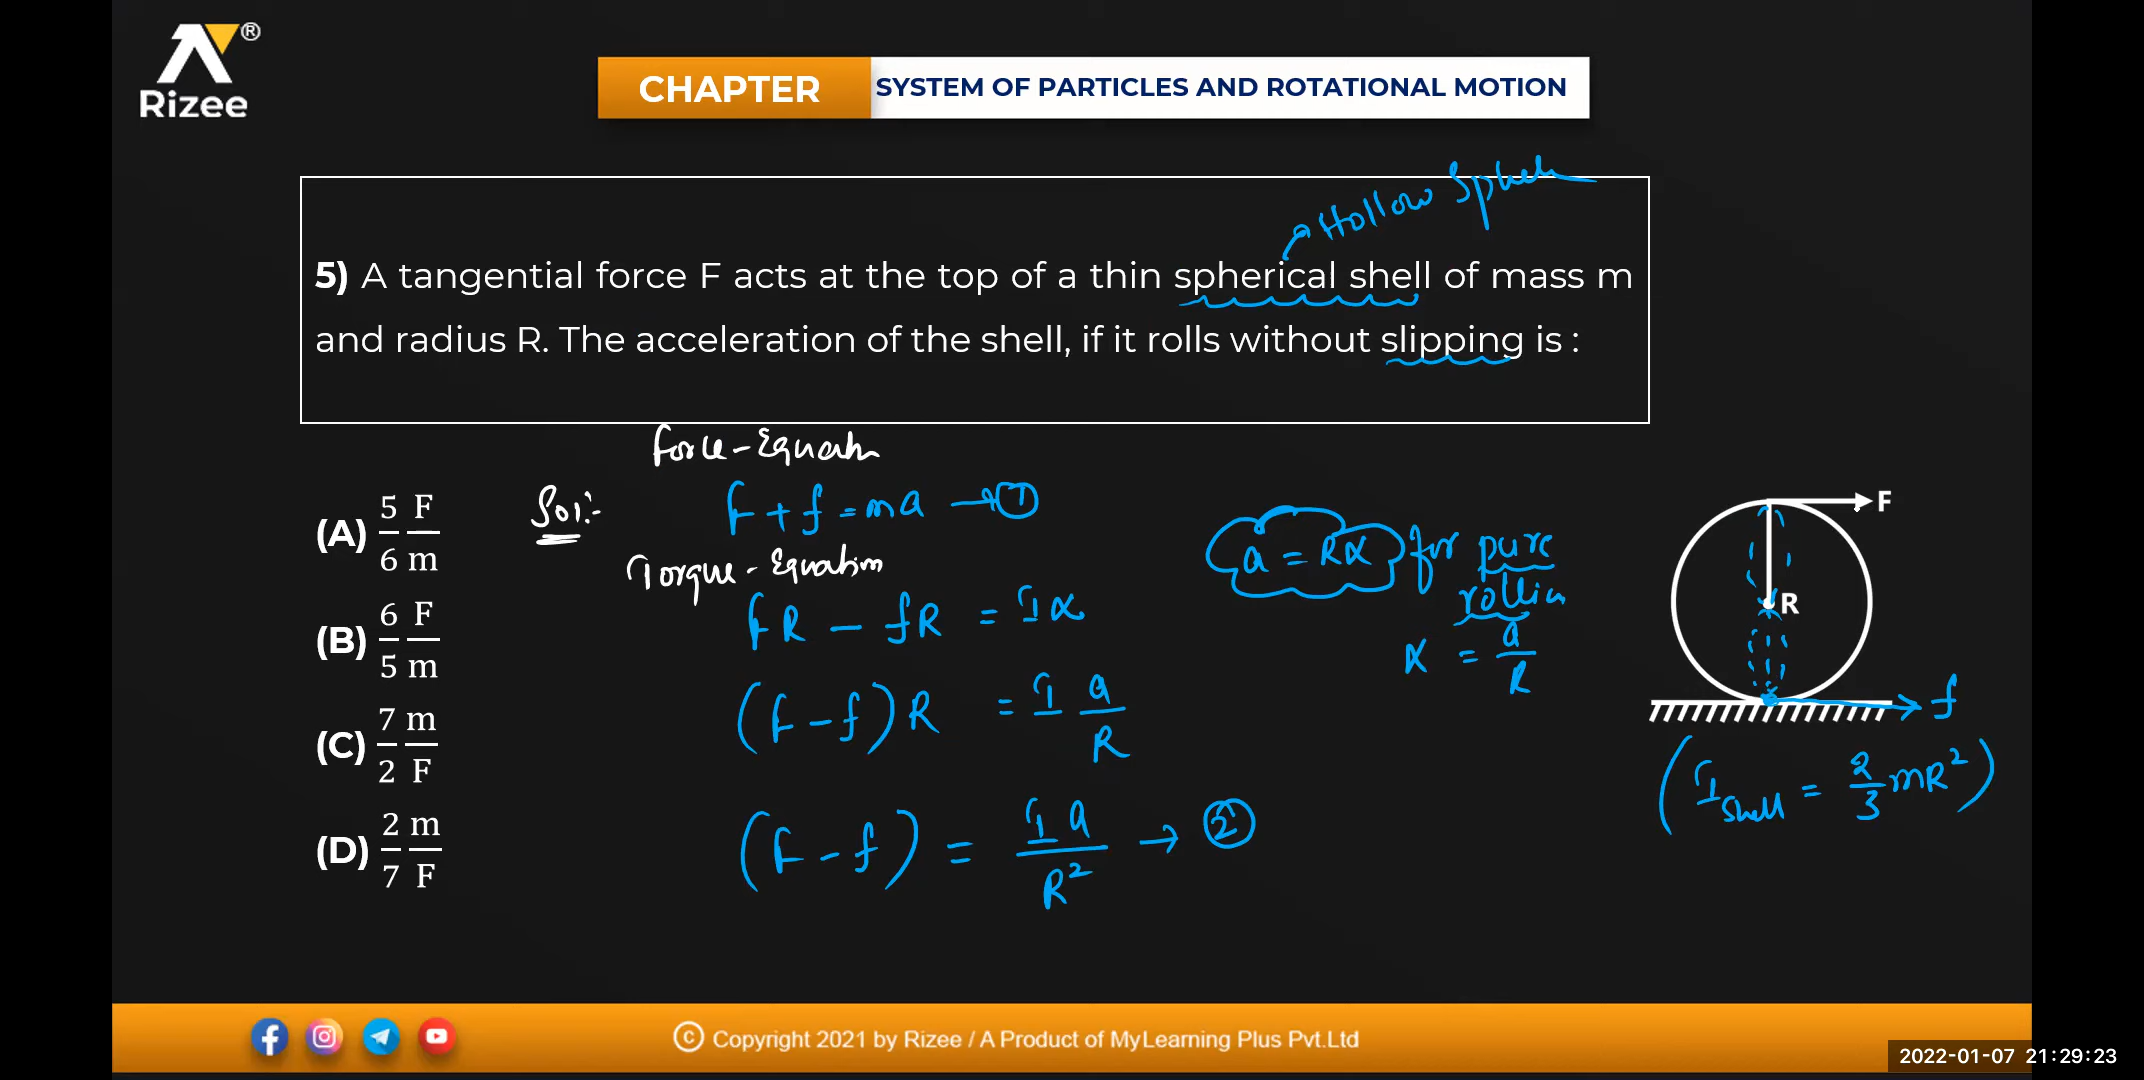 Rizee®
CHAPTER SYSTEM OF PARTICLES AND ROTATIONAL MOTION
Hollow
5) A tangential force F acts at the top of a thin spherical shell of mass m
and radius R. The acceleration of the shell, if it rolls without slipping is :
Force-Equatn
(A) 5/6 F/m
(B) 6/5 F/m
(C) 7/2 m/F
(D) 2/7 m/F
Sol:-
F + f = ma → ①
Torque - Equation
FR - fR = Iα
(F - f) R = I a/R
(F - f) = Ia/R² → ②
a = Rα for pure
α = a/R
F
R
f
(I shell = 2/3 mR²)
© Copyright 2021 by Rizee / A Product of MyLearning Plus Pvt.Ltd
2022-01-07 21:29:23